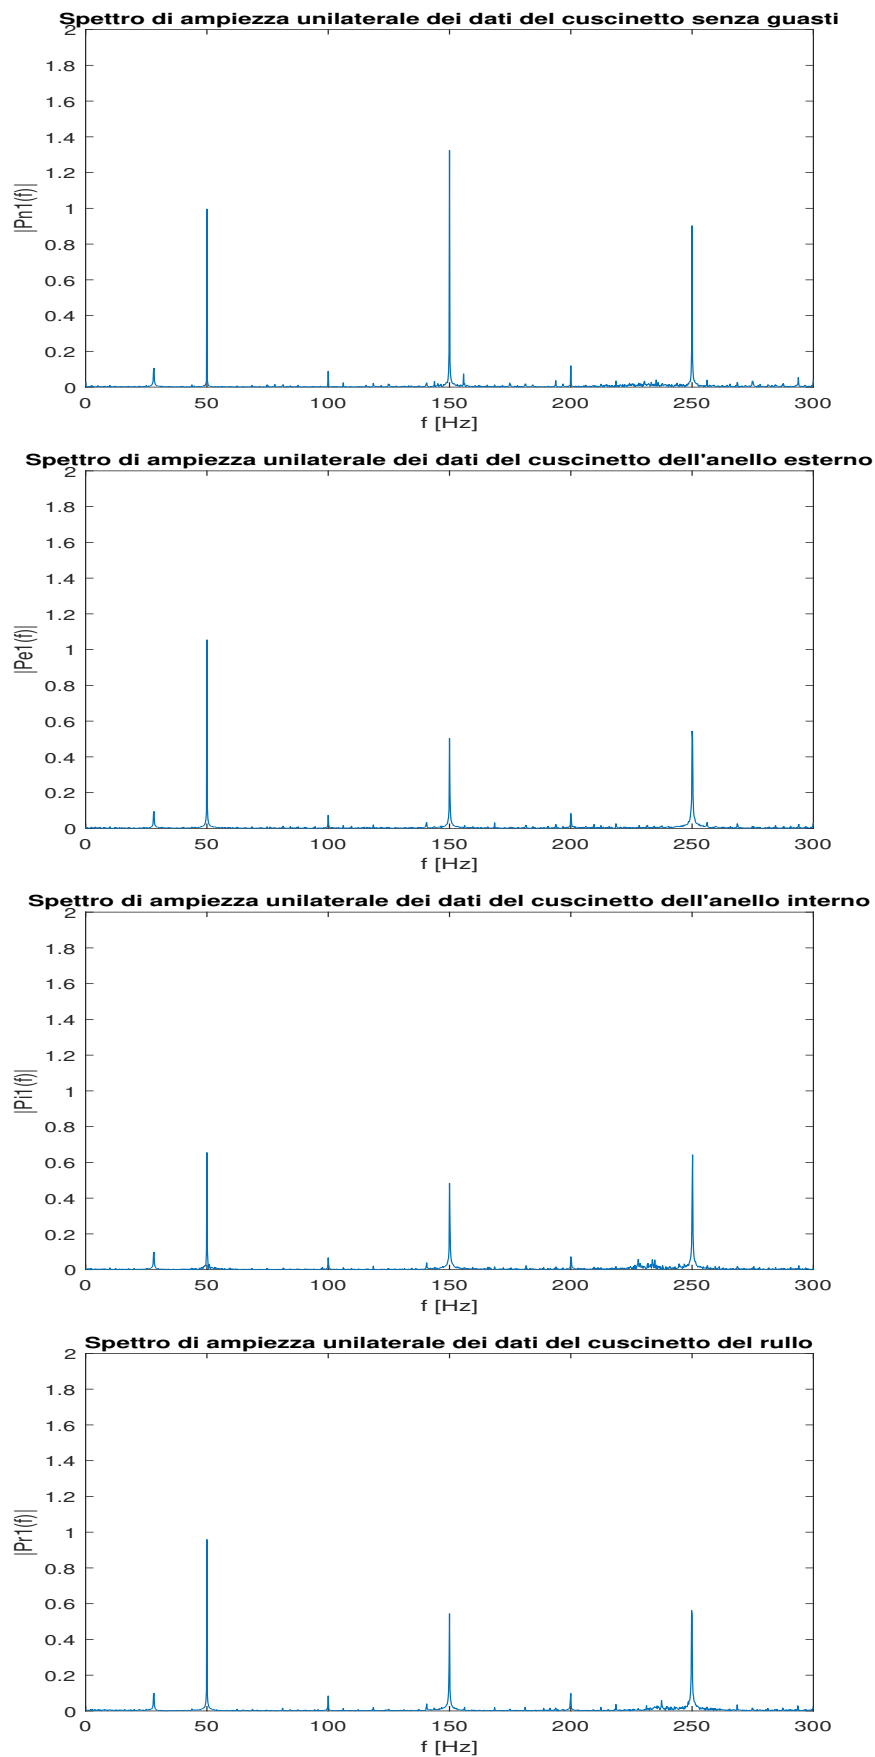 Spettro di ampiezza unilaterale dei dati del cuscinetto senza guasti
2
1.8
1.6
1.4
1.2
1
0.8
0.6
0.4
0.2
0
|Pn1(f)|
0 50 100 150 200 250 300
f [Hz]
Spettro di ampiezza unilaterale dei dati del cuscinetto dell'anello esterno
2
1.8
1.6
1.4
1.2
1
0.8
0.6
0.4
0.2
0
|Pe1(f)|
0 50 100 150 200 250 300
f [Hz]
Spettro di ampiezza unilaterale dei dati del cuscinetto dell'anello interno
2
1.8
1.6
1.4
1.2
1
0.8
0.6
0.4
0.2
0
|Pi1(f)|
0 50 100 150 200 250 300
f [Hz]
Spettro di ampiezza unilaterale dei dati del cuscinetto del rullo
2
1.8
1.6
1.4
1.2
1
0.8
0.6
0.4
0.2
0
|Pr1(f)|
0 50 100 150 200 250 300
f [Hz]